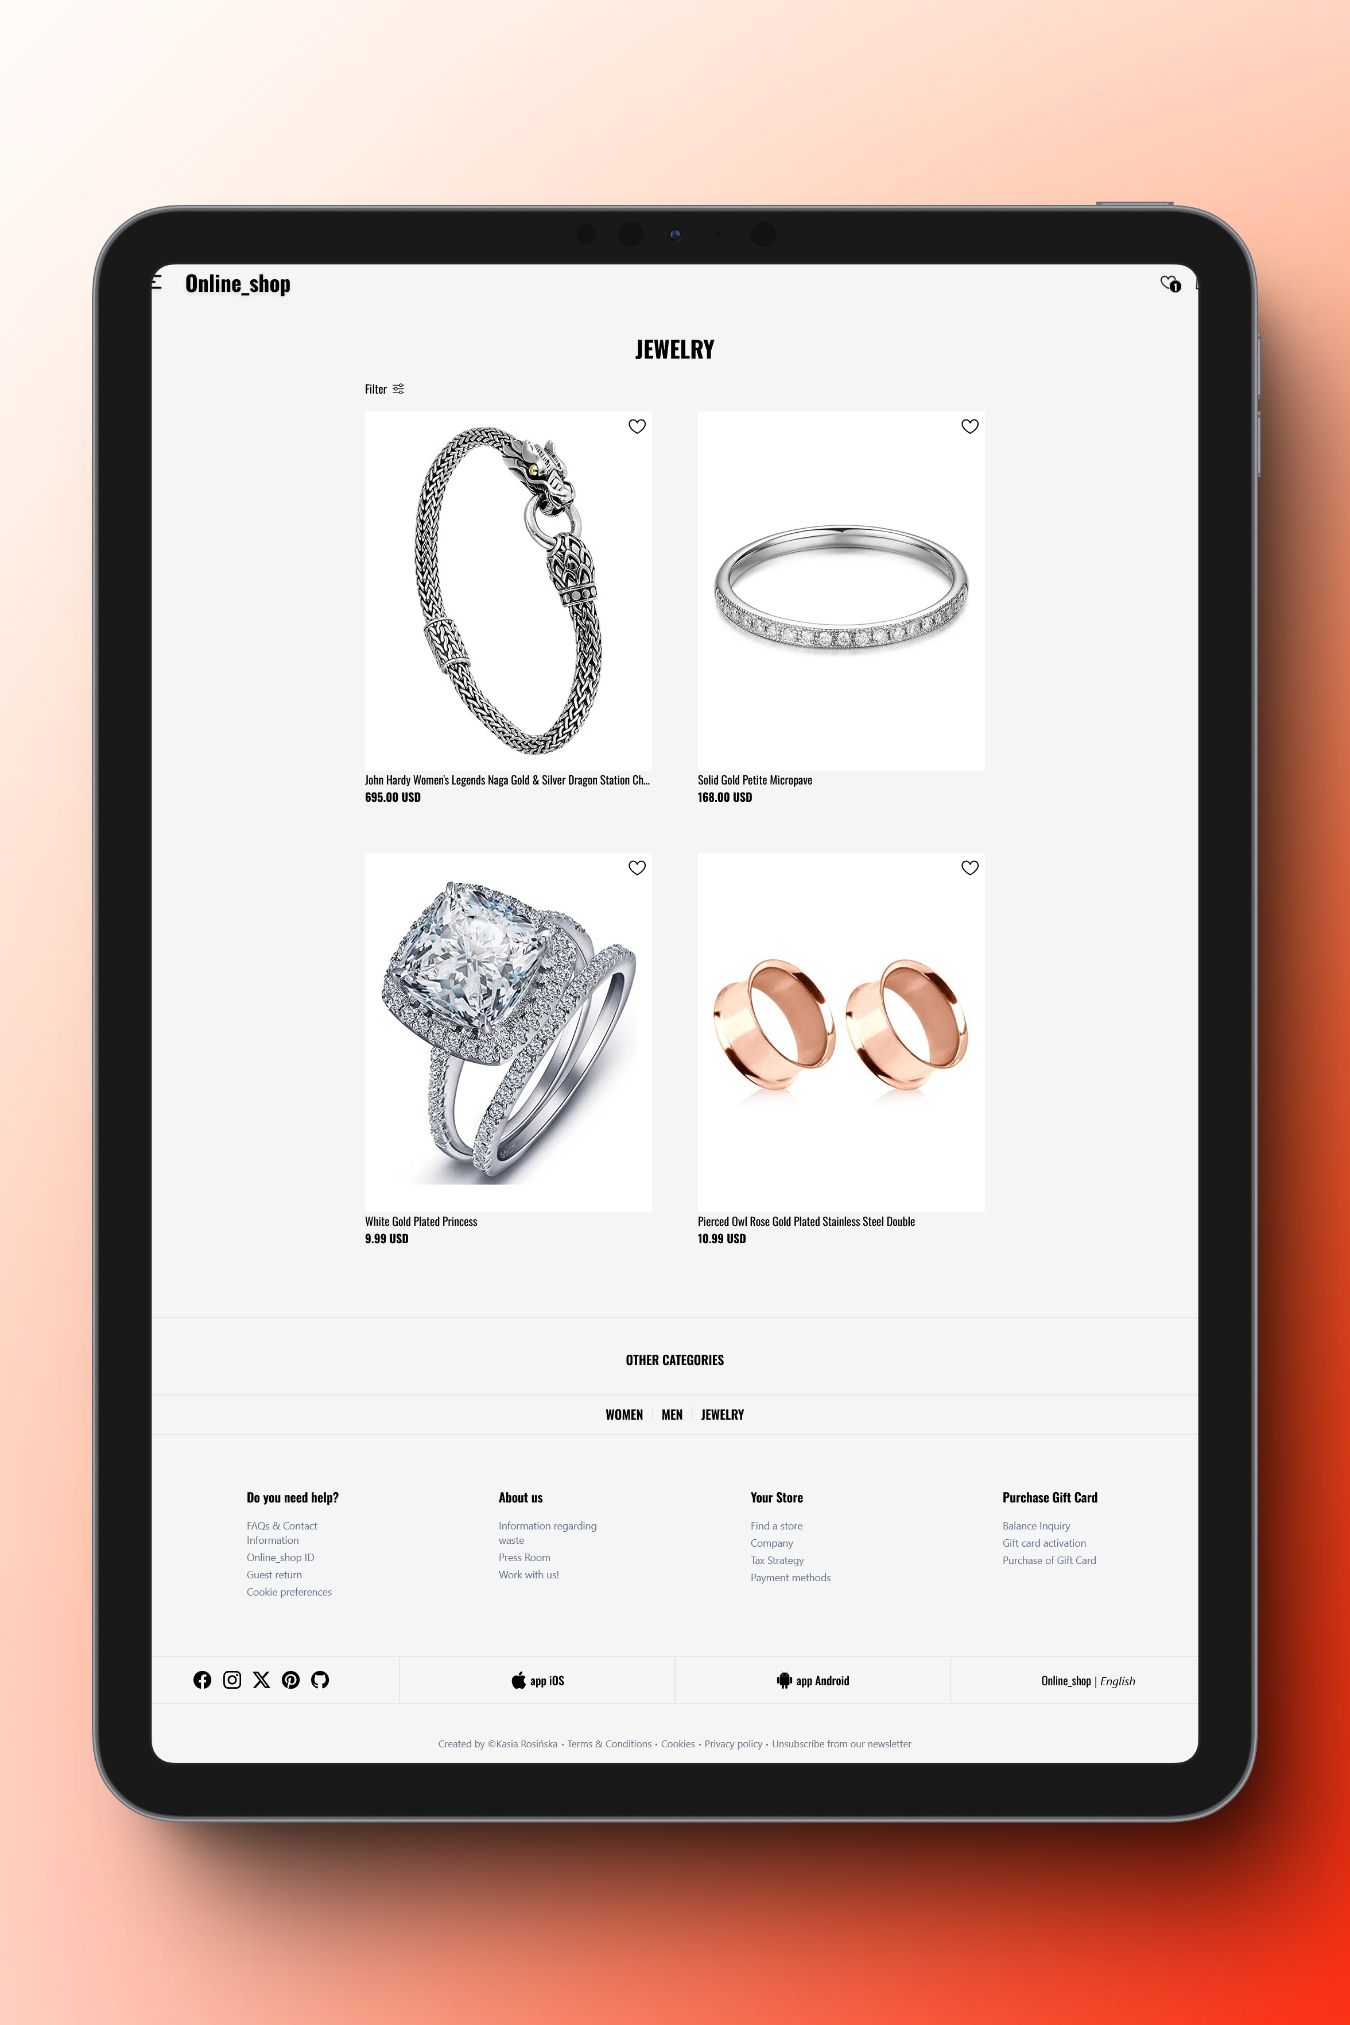 Online_shop
1
JEWELRY
Filter
John Hardy Women's Legends Naga Gold & Silver Dragon Station Ch...
695.00 USD
Solid Gold Petite Micropave
168.00 USD
White Gold Plated Princess
9.99 USD
Pierced Owl Rose Gold Plated Stainless Steel Double
10.99 USD
OTHER CATEGORIES
WOMEN
MEN
JEWELRY
Do you need help?
FAQs & Contact
Information
Online_shop ID
Guest return
Cookie preferences
About us
Information regarding
waste
Press Room
Work with us!
Your Store
Find a store
Company
Tax Strategy
Payment methods
Purchase Gift Card
Balance Inquiry
Gift card activation
Purchase of Gift Card
app iOS
app Android
Online_shop | English
Created by ©Kasia Rosińska • Terms & Conditions • Cookies • Privacy policy • Unsubscribe from our newsletter